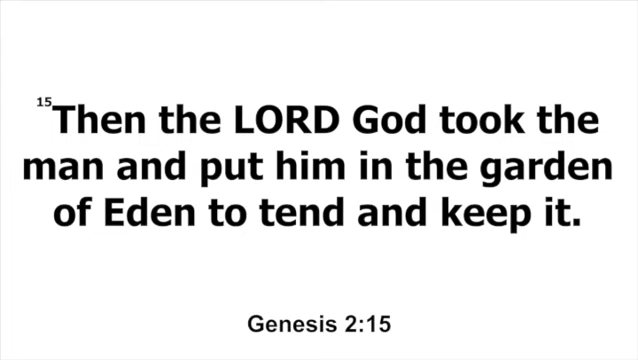 15Then the LORD God took the
man and put him in the garden
of Eden to tend and keep it.
Genesis 2:15